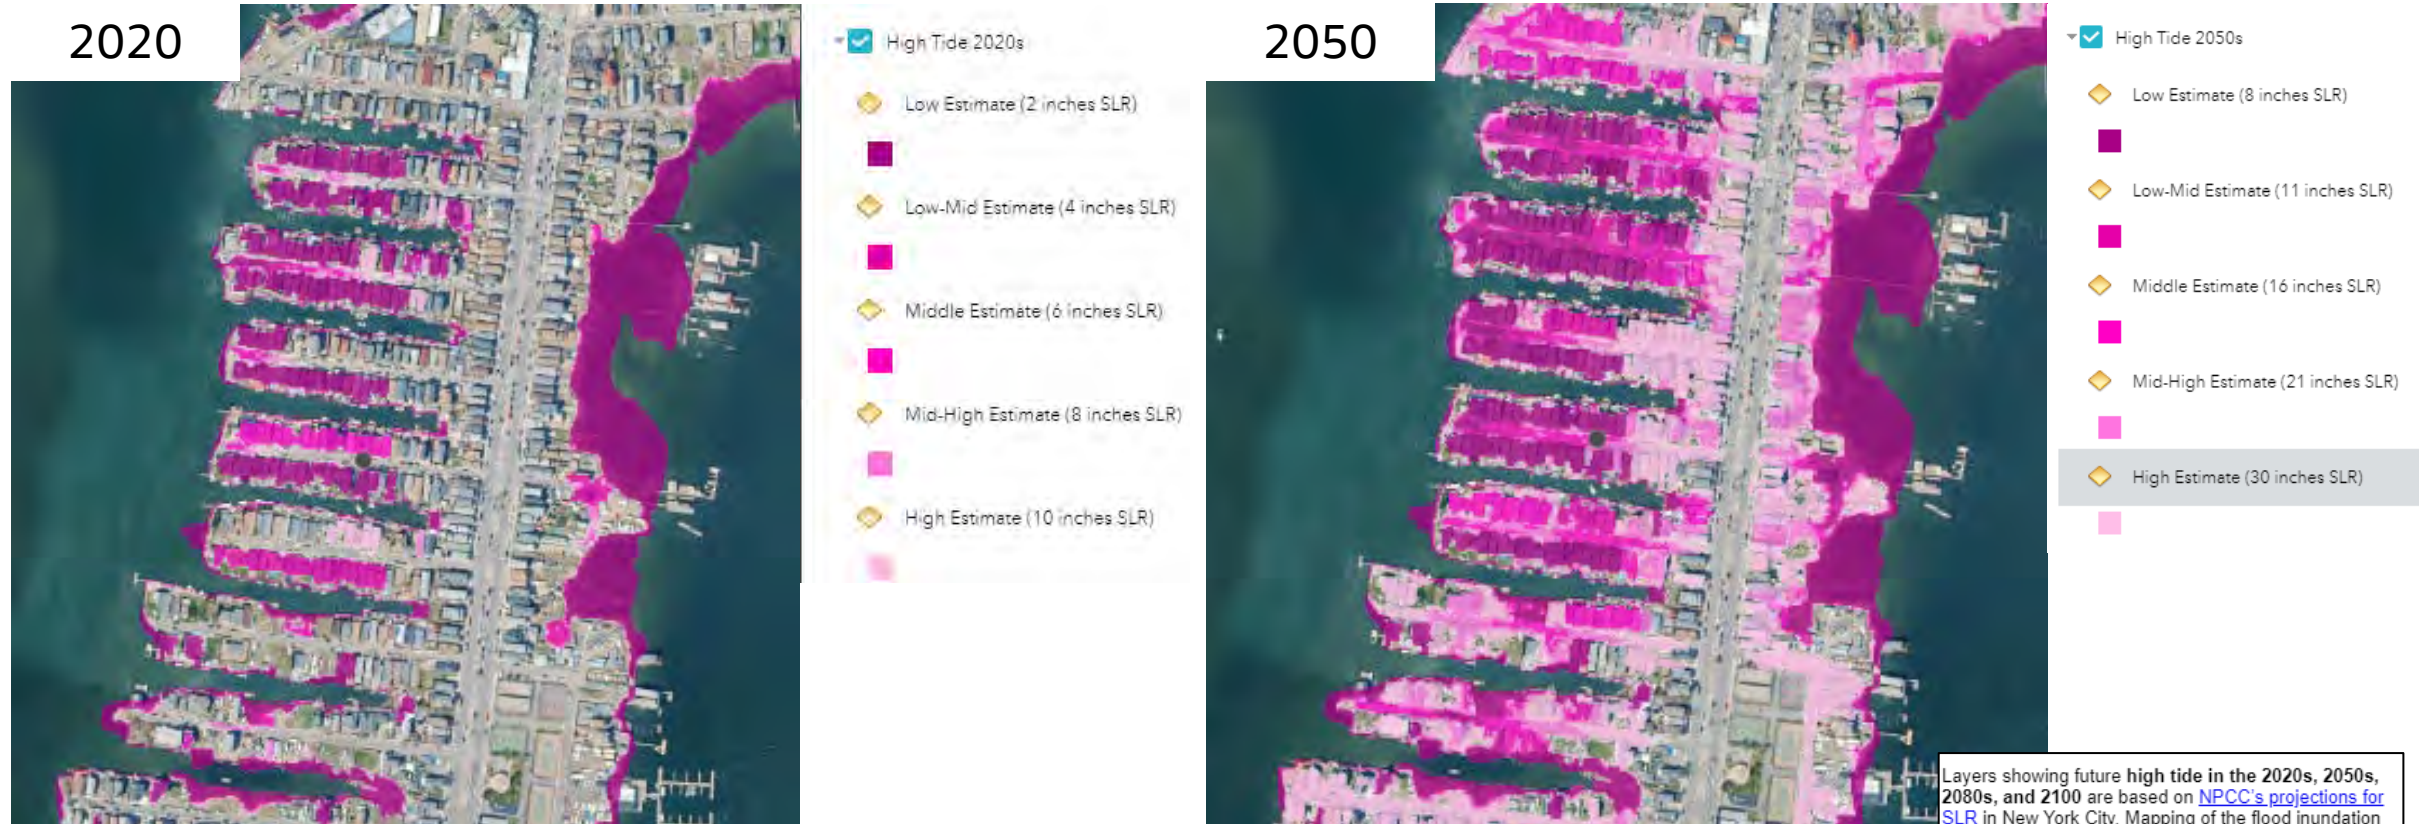 2020
High Tide 2020s
Low Estimate (2 inches SLR)
Low-Mid Estimate (4 inches SLR)
Middle Estimate (6 inches SLR)
Mid-High Estimate (8 inches SLR)
High Estimate (10 inches SLR)
2050
High Tide 2050s
Low Estimate (8 inches SLR)
Low-Mid Estimate (11 inches SLR)
Middle Estimate (16 inches SLR)
Mid-High Estimate (21 inches SLR)
High Estimate (30 inches SLR)
Layers showing future high tide in the 2020s, 2050s,
2080s, and 2100 are based on NPCC's projections for
SLR in New York City. Mapping of the flood inundation